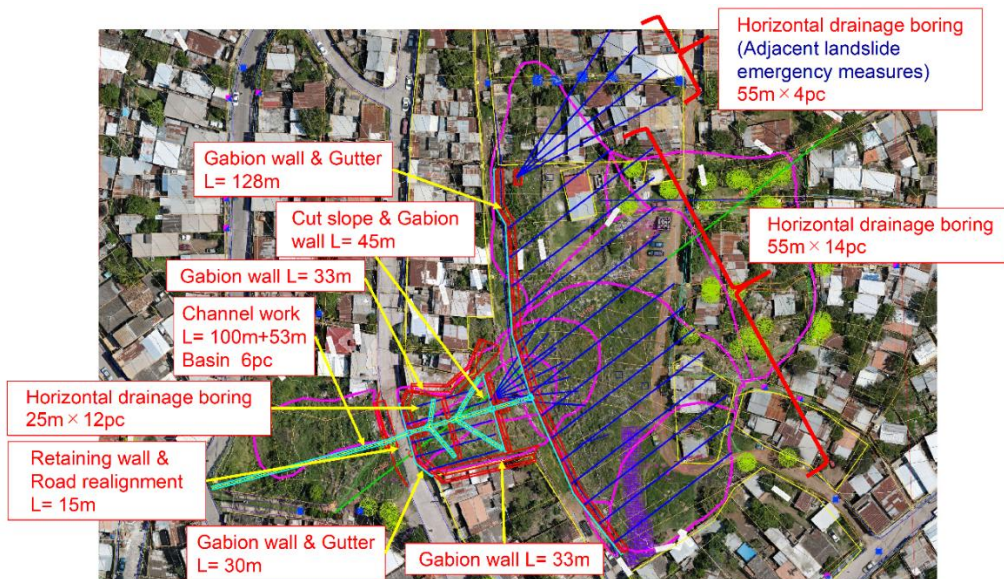 Horizontal drainage boring
(Adjacent landslide
emergency measures)
55m×4pc
Gabion wall & Gutter
L= 128m
Cut slope & Gabion
wall L= 45m
Horizontal drainage boring
55m×14pc
Gabion wall L= 33m
Channel work
L= 100m+53m
Basin 6pc
Horizontal drainage boring
25m×12pc
Retaining wall &
Road realignment
L= 15m
Gabion wall & Gutter
L= 30m
Gabion wall L= 33m